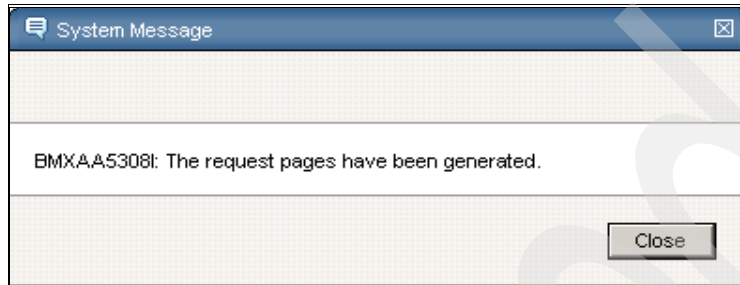 System Message
BMXAA5308I: The request pages have been generated.
Close